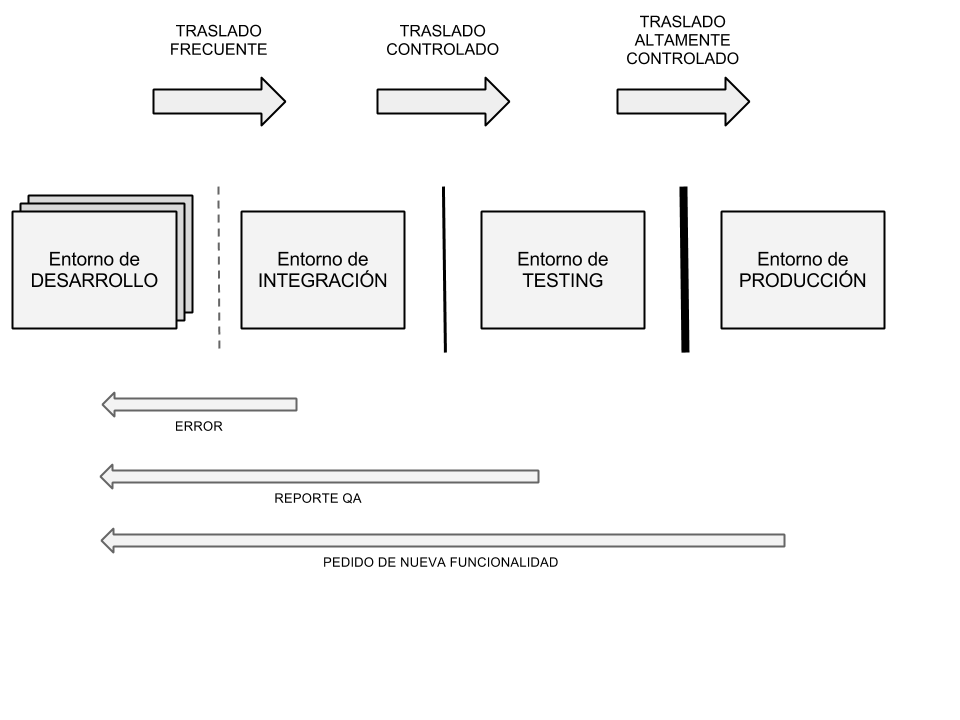 TRASLADO
FRECUENTE
TRASLADO
CONTROLADO
TRASLADO
ALTAMENTE
CONTROLADO
Entorno de
DESARROLLO
Entorno de
INTEGRACIÓN
Entorno de
TESTING
Entorno de
PRODUCCIÓN
ERROR
REPORTE QA
PEDIDO DE NUEVA FUNCIONALIDAD